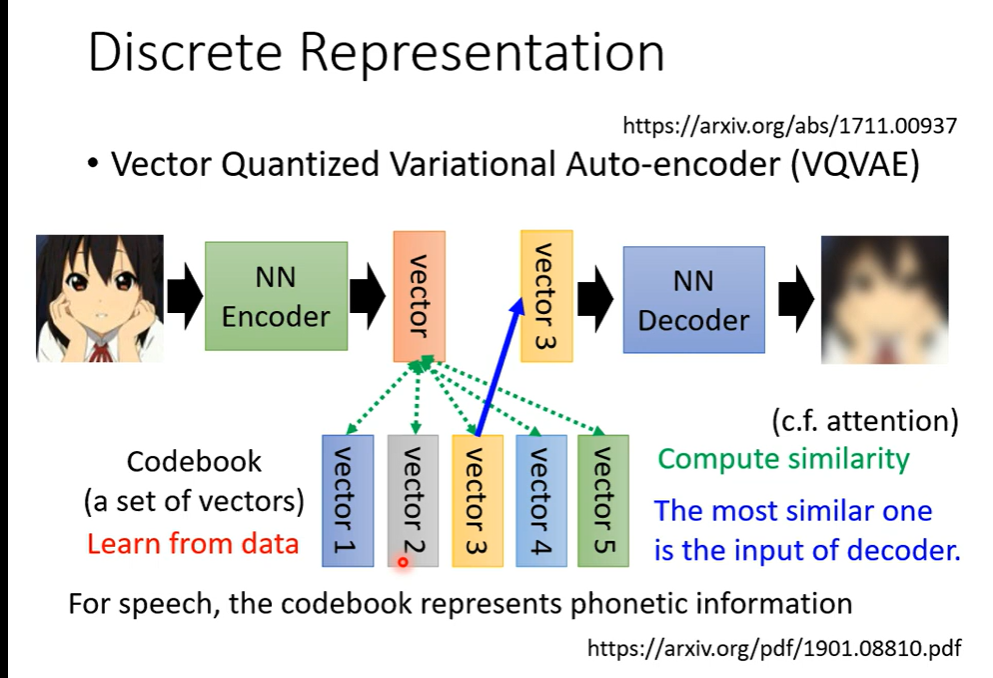 Discrete Representation
https://arxiv.org/abs/1711.00937
• Vector Quantized Variational Auto-encoder (VQVAE)
NN
Encoder
vector
vector 3
NN
Decoder
(c.f. attention)
Codebook
(a set of vectors)
Learn from data
vector 1
vector 2
vector 3
vector 4
vector 5
Compute similarity
The most similar one
is the input of decoder.
For speech, the codebook represents phonetic information
https://arxiv.org/pdf/1901.08810.pdf